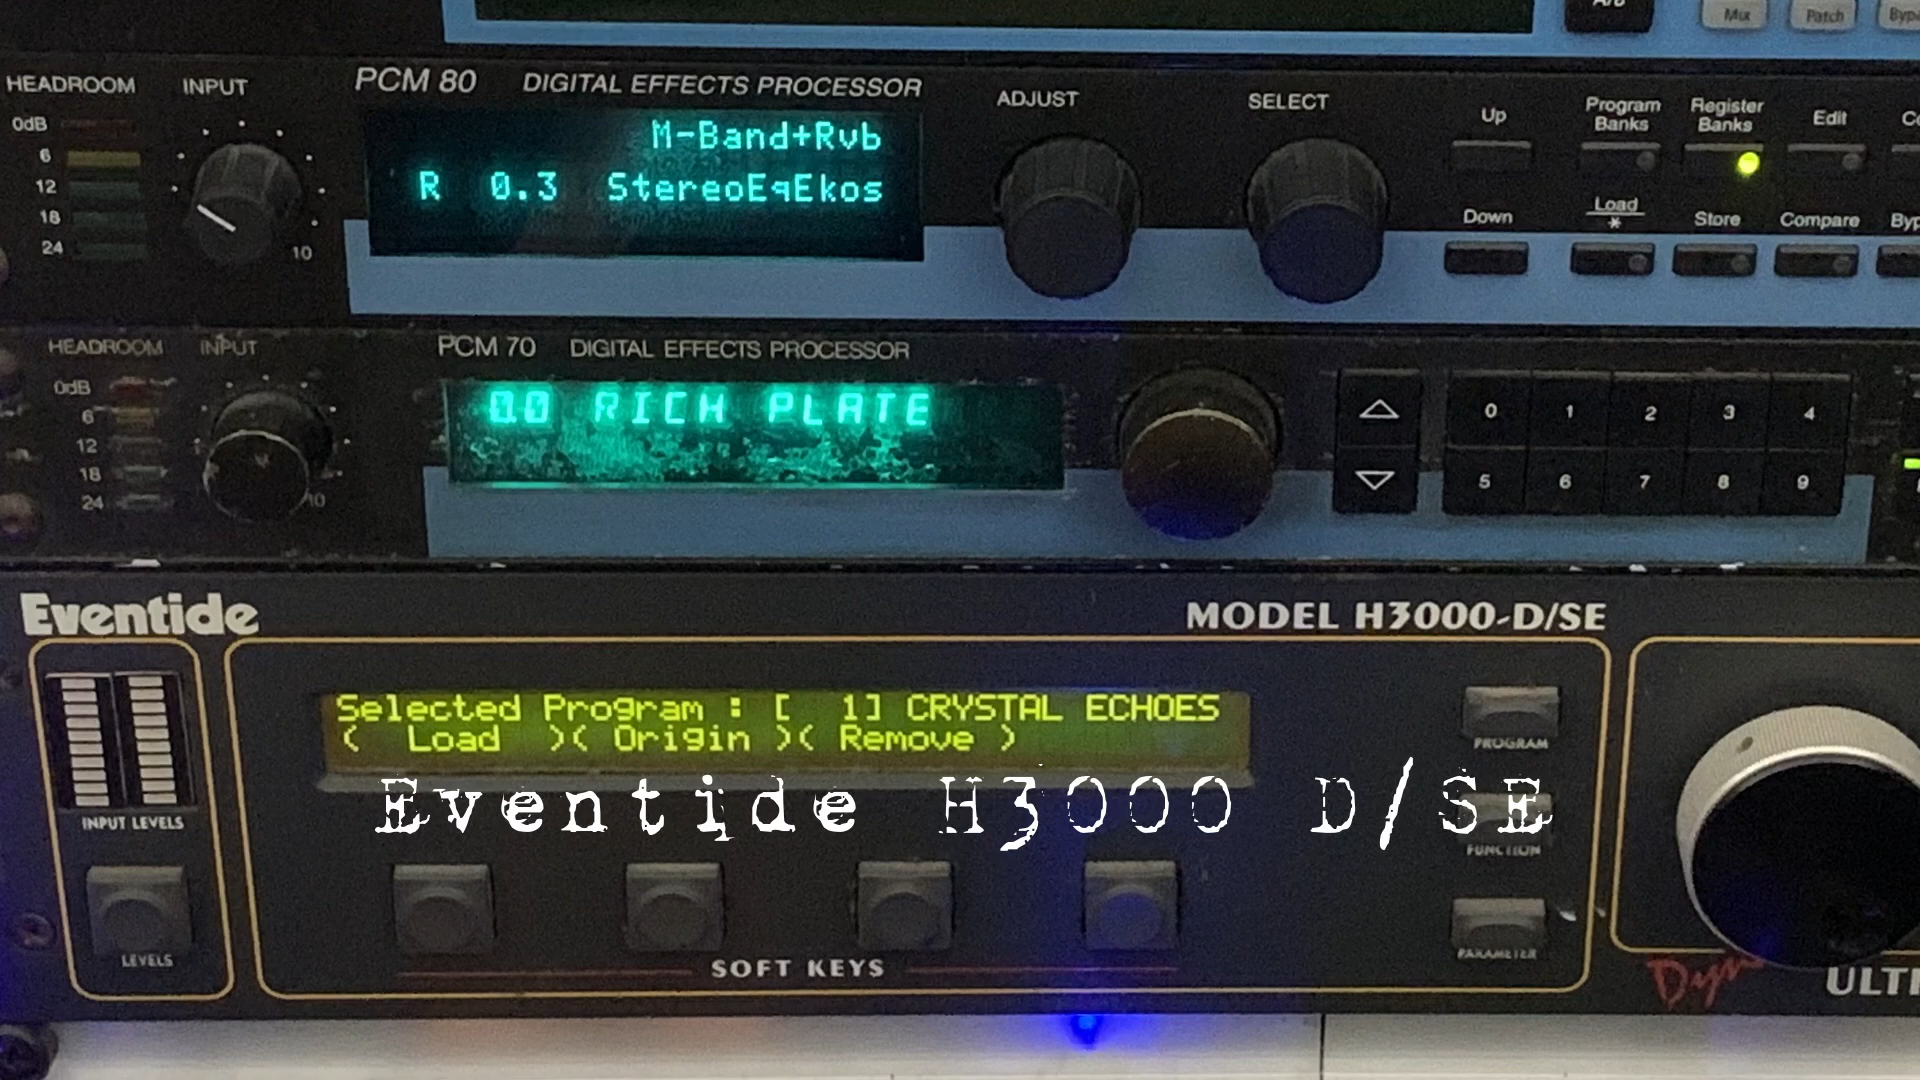 A/B
Mix Patch
HEADROOM INPUT PCM 80 DIGITAL EFFECTS PROCESSOR ADJUST SELECT
0dB
6
12
18
24
10
M-Band+Rvb
R 0.3 StereoEqEkos
Up Program Banks Register Banks Edit
Down Load * Store Compare
HEADROOM INPUT PCM 70 DIGITAL EFFECTS PROCESSOR
0dB
6
12
18
24
10
0.0 RICH PLATE
0 1 2 3 4
5 6 7 8 9
Eventide MODEL H3000-D/SE
Selected Program : [ 1] CRYSTAL ECHOES
( Load )( Origin )( Remove )
PROGRAM
Eventide H3000 D/SE
INPUT LEVELS
FUNCTION
LEVELS
SOFT KEYS
PARAMETER